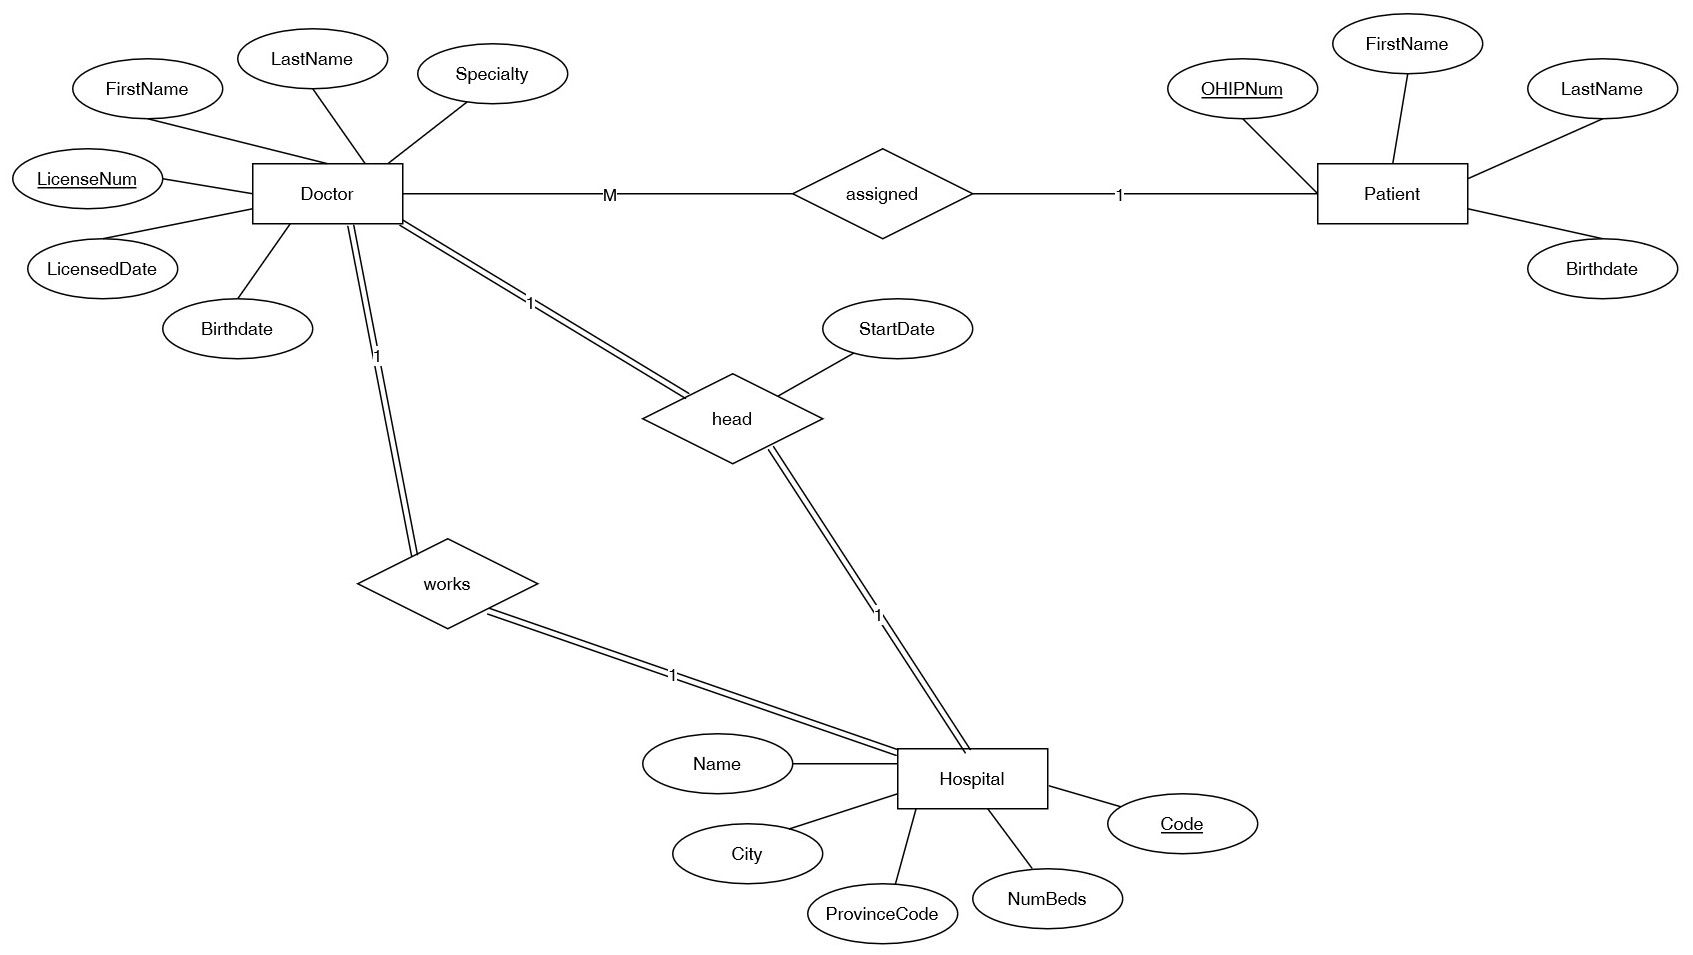 FirstName
LastName
Specialty
LicenseNum
Doctor
LicensedDate
Birthdate
M
assigned
1
OHIPNum
FirstName
LastName
Patient
Birthdate
1
1
StartDate
head
works
1
1
Name
Hospital
City
Code
ProvinceCode
NumBeds